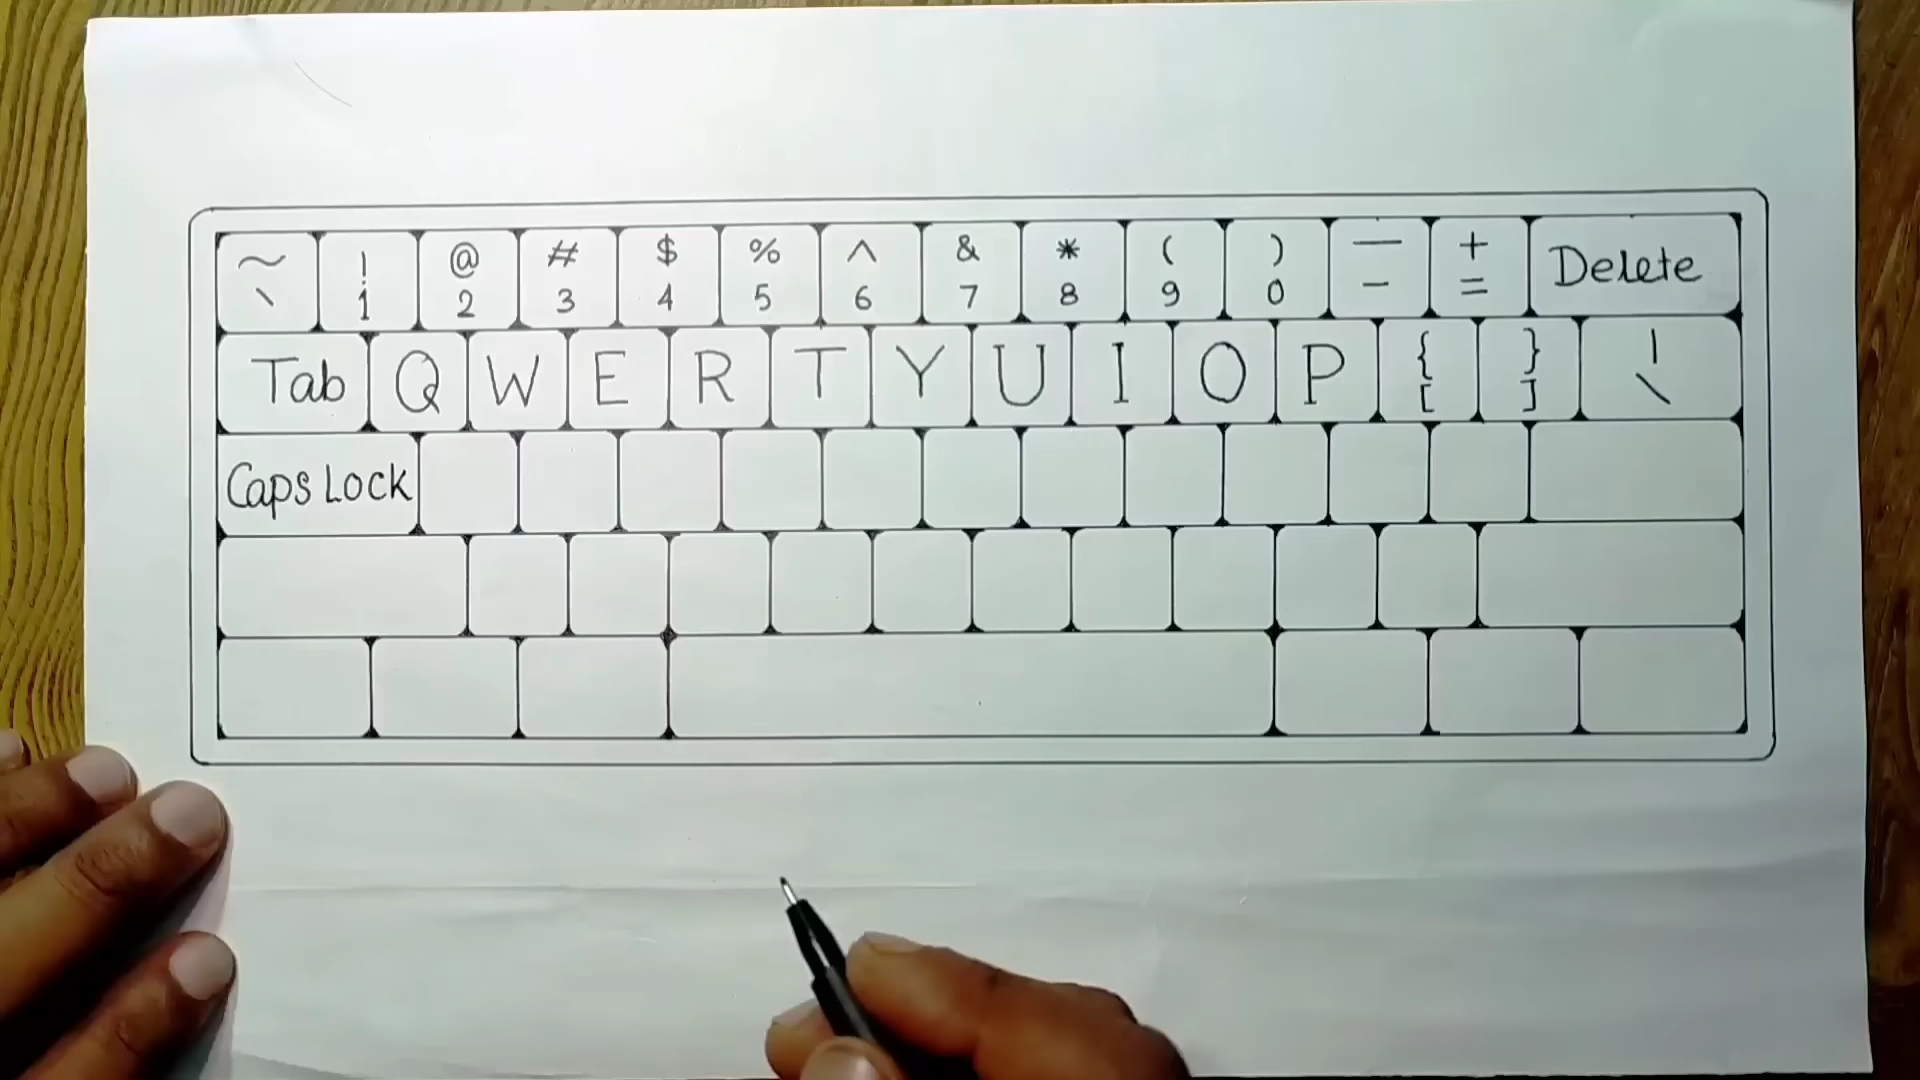 ~ ! @ # $ % ^ & * ( ) — + Delete
` 1 2 3 4 5 6 7 8 9 0 - =
Tab Q W E R T Y U I O P { } |
[ ] \
Caps Lock